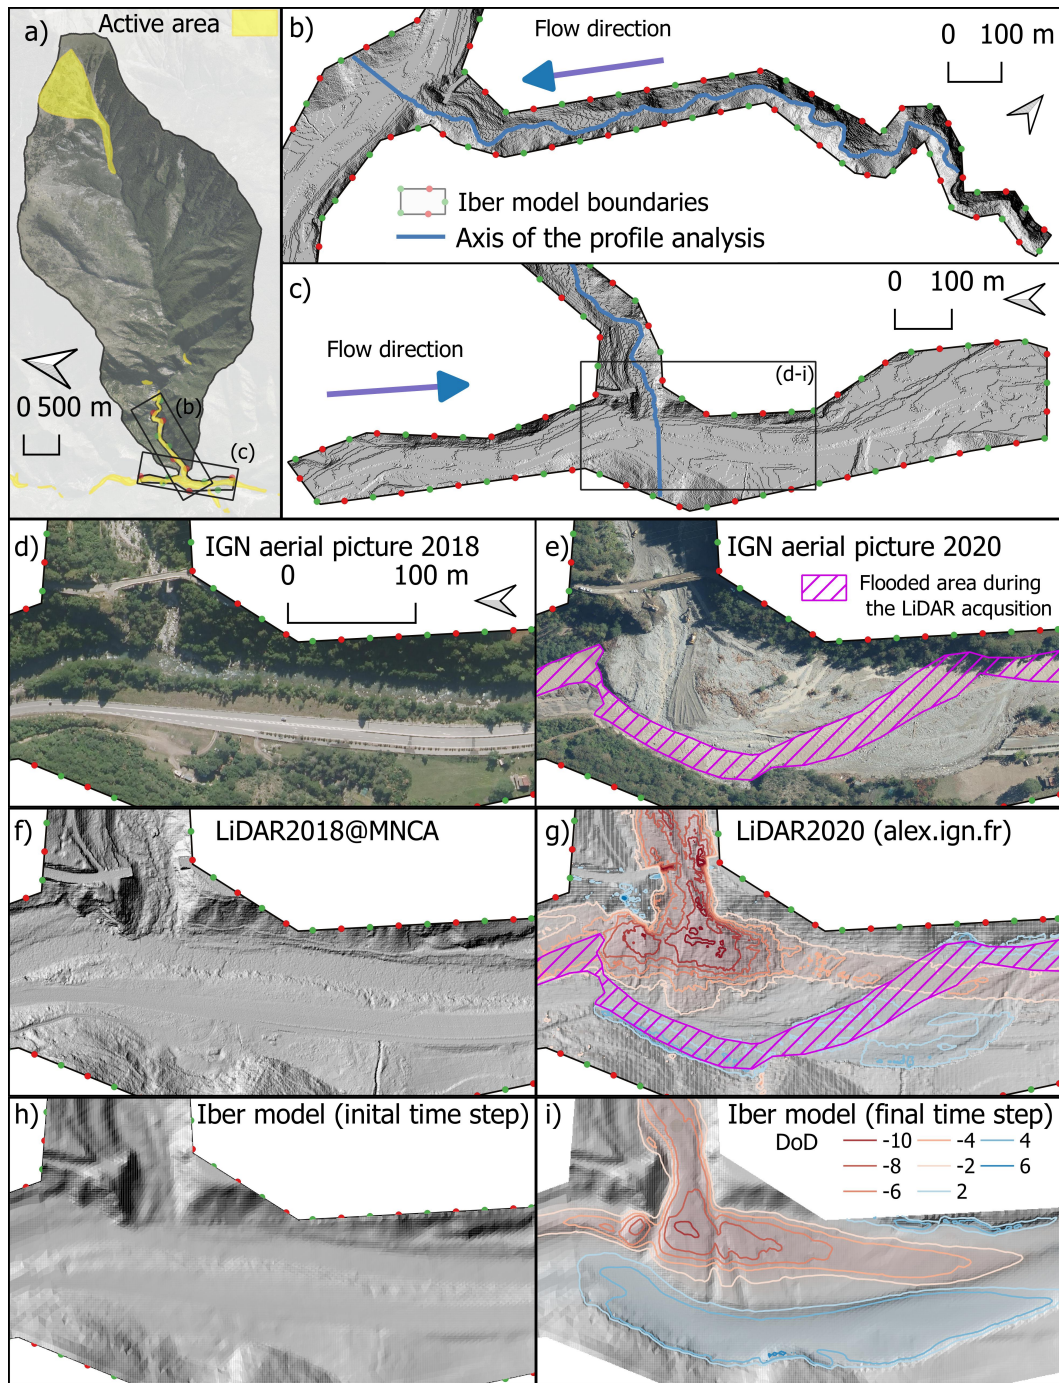 a)
Active area
0 500 m
(b)
(c)
b)
Flow direction
0 100 m
Iber model boundaries
Axis of the profile analysis
c)
0 100 m
Flow direction
(d-i)
d)
IGN aerial picture 2018
0 100 m
e)
IGN aerial picture 2020
Flooded area during
the LiDAR acqusition
f)
LiDAR2018@MNCA
g)
LiDAR2020 (alex.ign.fr)
h)
Iber model (inital time step)
i)
Iber model (final time step)
DoD
-10 -4 4
-8 -2 6
-6 2